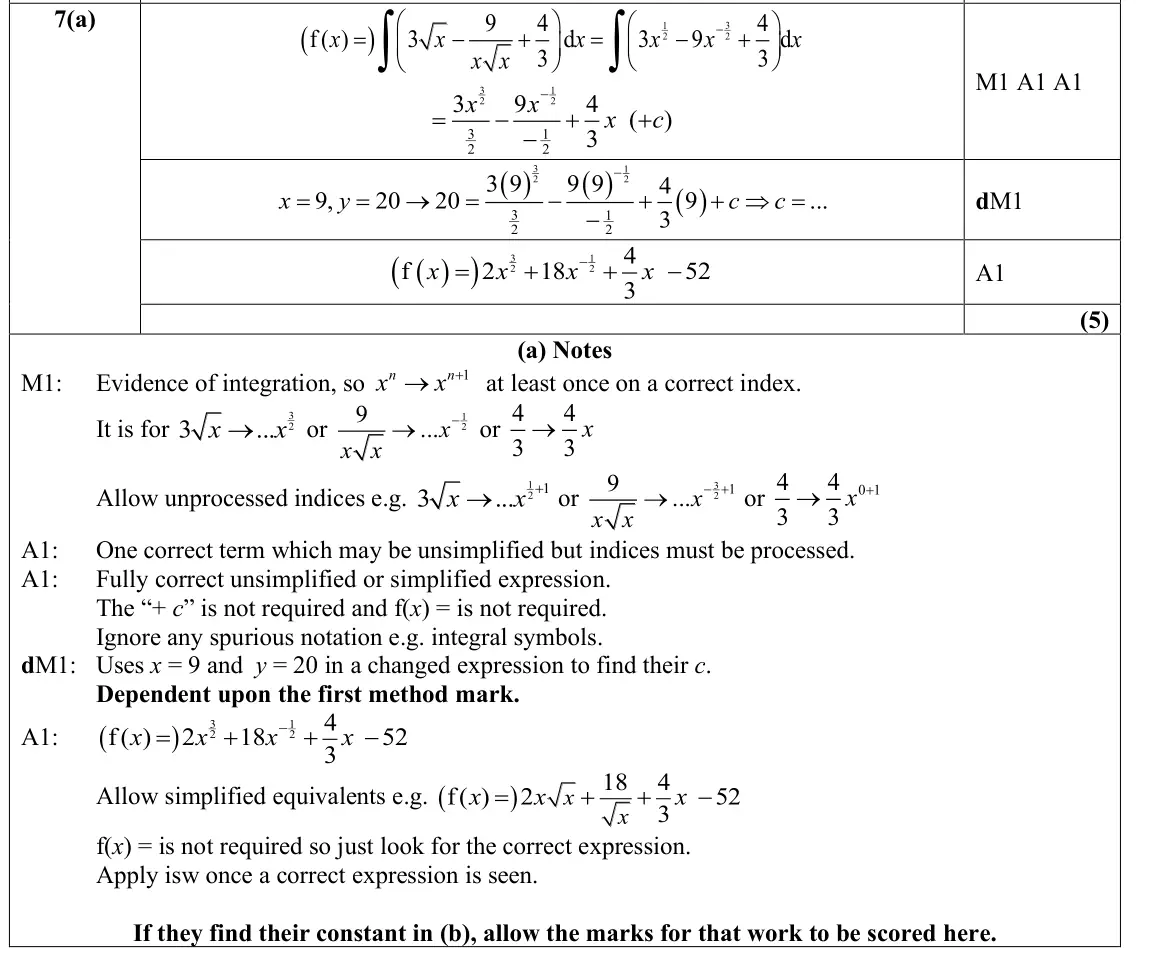 7(a)
(f(x)=)∫(3√x − 9/(x√x) + 4/3)dx = ∫(3x^(1/2) − 9x^(−3/2) + 4/3)dx
= 3x^(3/2)/(3/2) − 9x^(−1/2)/(−1/2) + 4/3 x (+c)
M1 A1 A1
x = 9, y = 20 → 20 = 3(9)^(3/2)/(3/2) − 9(9)^(−1/2)/(−1/2) + 4/3 (9) + c ⇒ c = ...
dM1
(f(x)=)2x^(3/2) + 18x^(−1/2) + 4/3 x − 52
A1
(5)
(a) Notes
M1: Evidence of integration, so x^n → x^(n+1) at least once on a correct index.
It is for 3√x → ...x^(3/2) or 9/(x√x) → ...x^(−1/2) or 4/3 → 4/3 x
Allow unprocessed indices e.g. 3√x → ...x^(1/2+1) or 9/(x√x) → ...x^(−3/2+1) or 4/3 → 4/3 x^(0+1)
A1: One correct term which may be unsimplified but indices must be processed.
A1: Fully correct unsimplified or simplified expression.
The “+ c” is not required and f(x) = is not required.
Ignore any spurious notation e.g. integral symbols.
dM1: Uses x = 9 and y = 20 in a changed expression to find their c.
Dependent upon the first method mark.
A1: (f(x)=)2x^(3/2) + 18x^(−1/2) + 4/3 x − 52
Allow simplified equivalents e.g. (f(x)=)2x√x + 18/√x + 4/3 x − 52
f(x) = is not required so just look for the correct expression.
Apply isw once a correct expression is seen.
If they find their constant in (b), allow the marks for that work to be scored here.